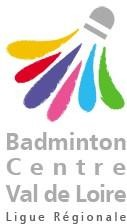 Badminton
Centre
Val de Loire
Ligue Régionale